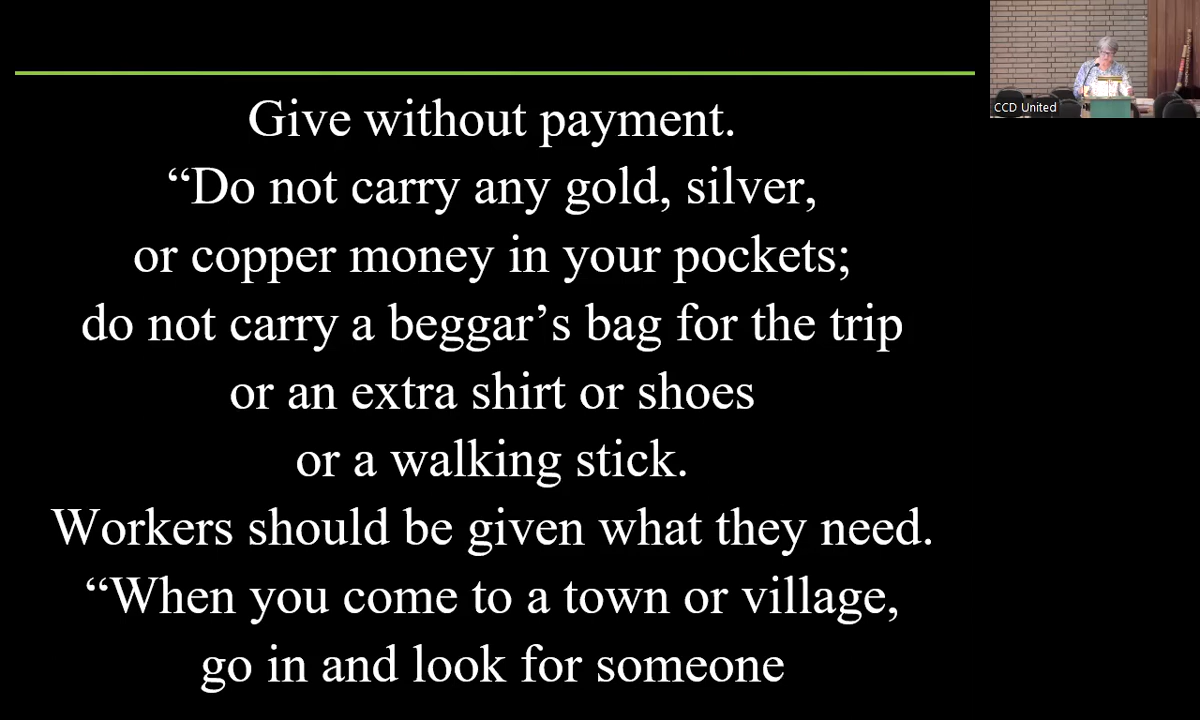 Give without payment.
“Do not carry any gold, silver,
or copper money in your pockets;
do not carry a beggar’s bag for the trip
or an extra shirt or shoes
or a walking stick.
Workers should be given what they need.
“When you come to a town or village,
go in and look for someone
CCD United